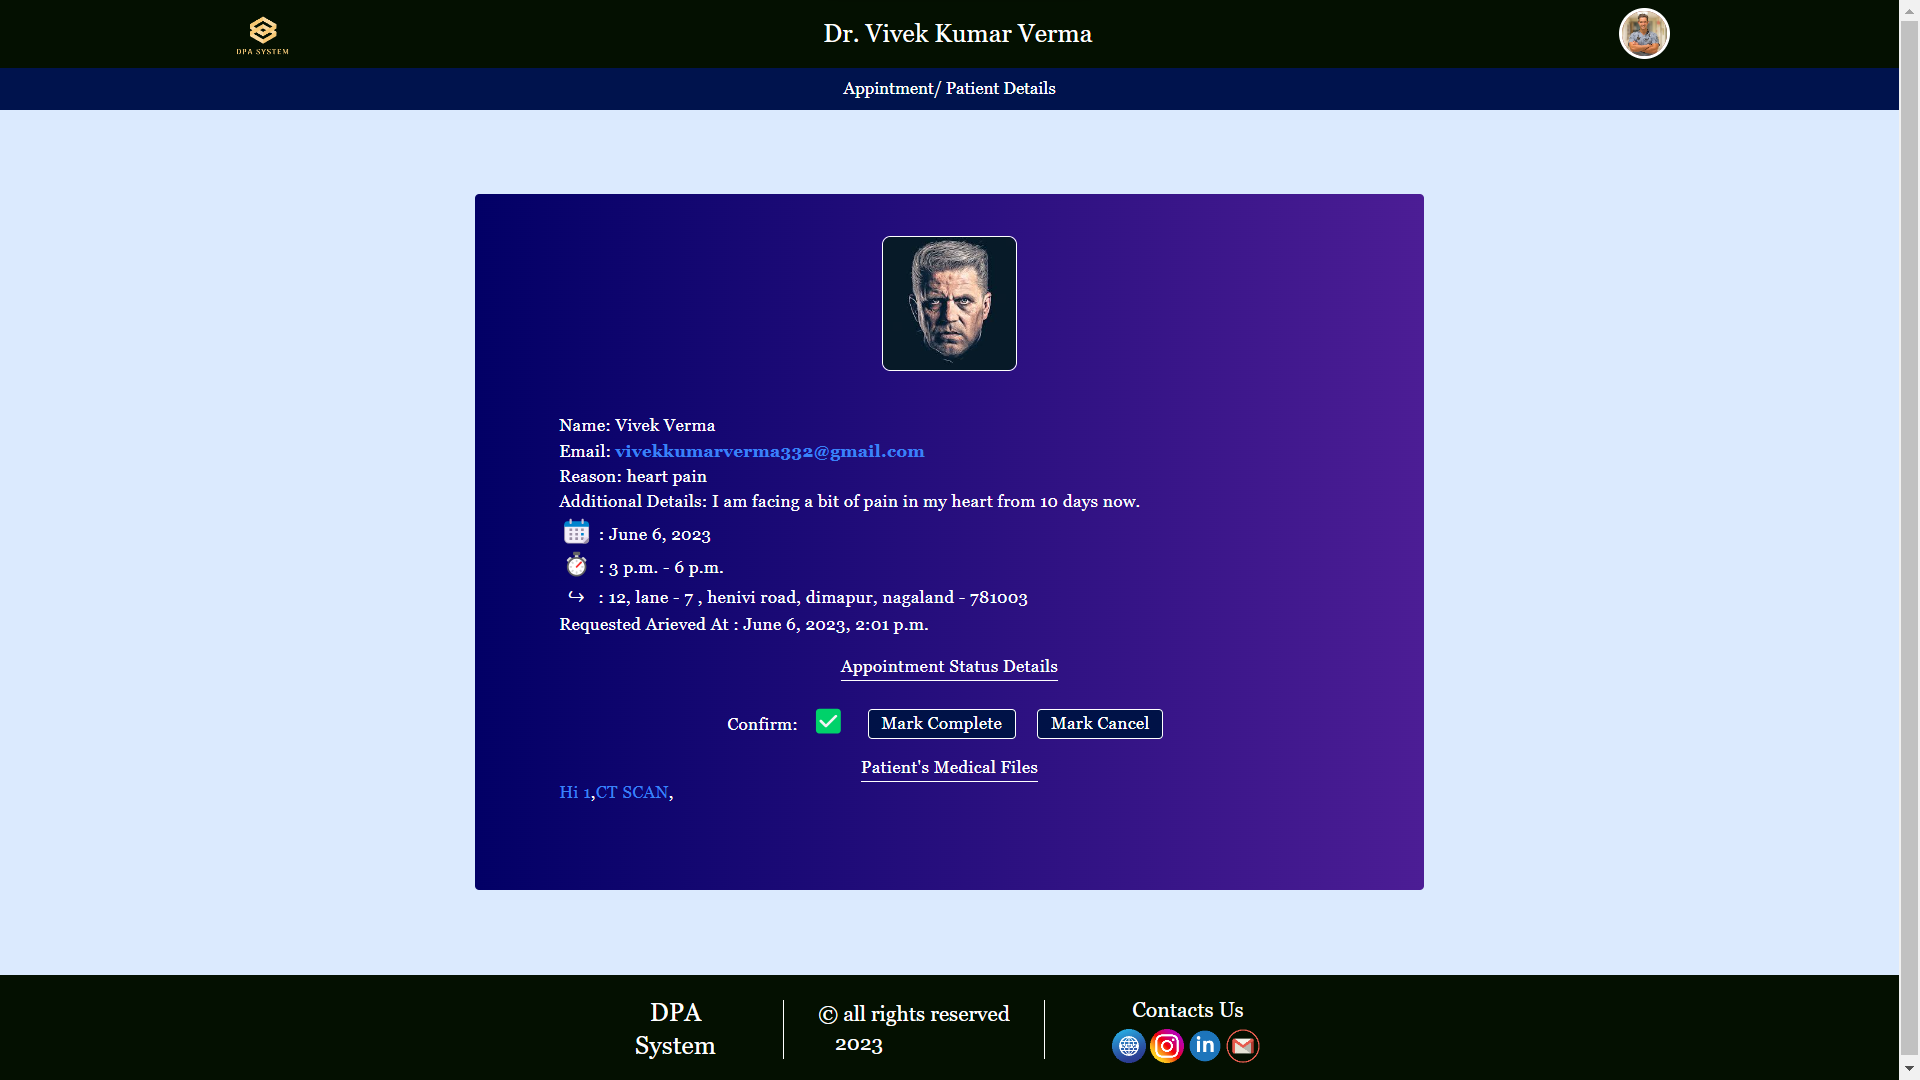 DPA SYSTEM
Dr. Vivek Kumar Verma
Appintment/ Patient Details
Name: Vivek Verma
Email: vivekkumarverma332@gmail.com
Reason: heart pain
Additional Details: I am facing a bit of pain in my heart from 10 days now.
: June 6, 2023
: 3 p.m. - 6 p.m.
↪ : 12, lane - 7 , henivi road, dimapur, nagaland - 781003
Requested Arieved At : June 6, 2023, 2:01 p.m.
Appointment Status Details
Confirm: ✅ Mark Complete Mark Cancel
Patient's Medical Files
Hi 1,CT SCAN,
DPA
System
© all rights reserved
2023
Contacts Us
in